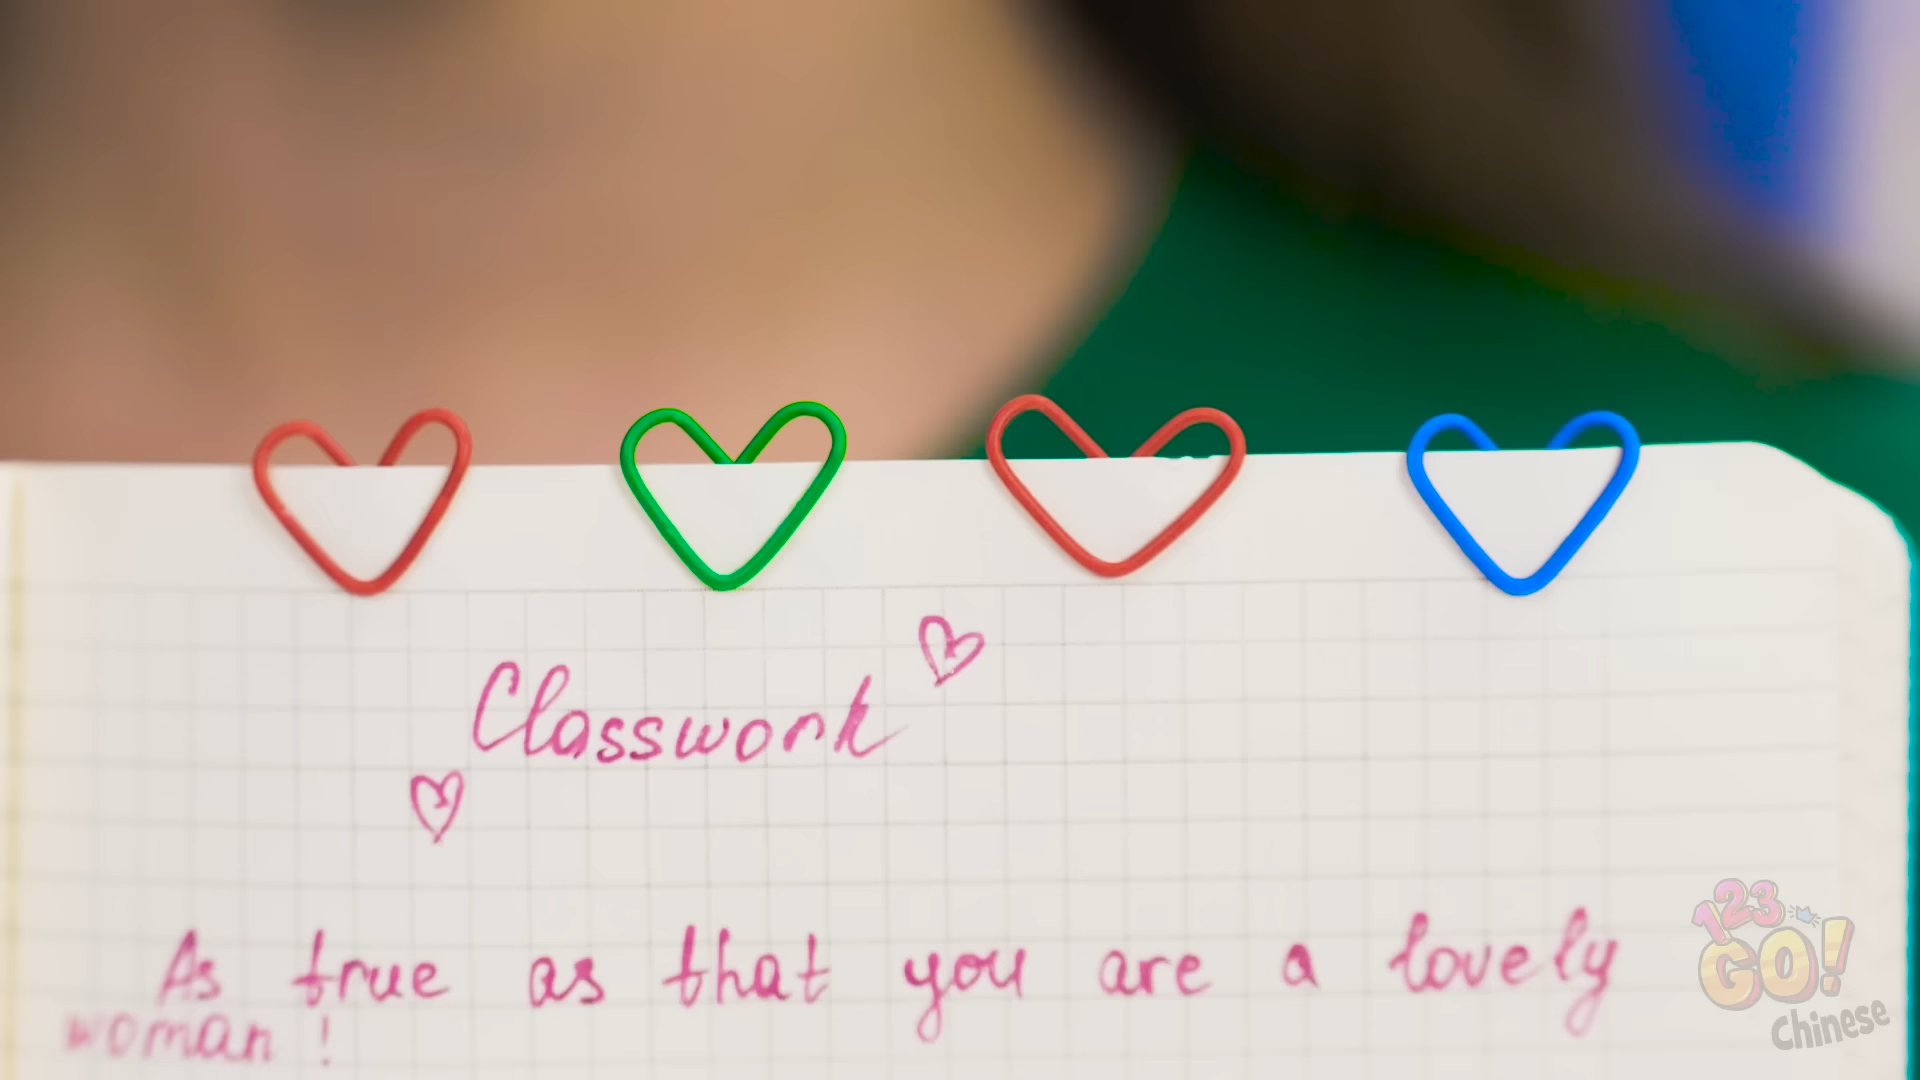 Classwork
As true as that you are a lovely
woman!
123
GO!
Chinese